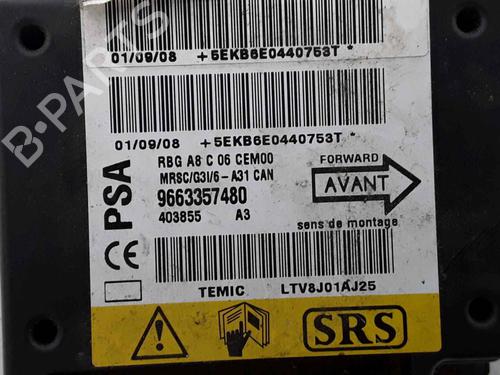 01/09/08 +5EKB6E0440753T*
01/09/08 +5EKB6E0440753T*
PSA
RBG A8 C 06 CEM00
MRSC/G3I/6-A31 CAN
9663357480
403855 A3
FORWARD
AVANT
sens de montage
CE
TEMIC LTV8J01AJ25
SRS
B-PARTS